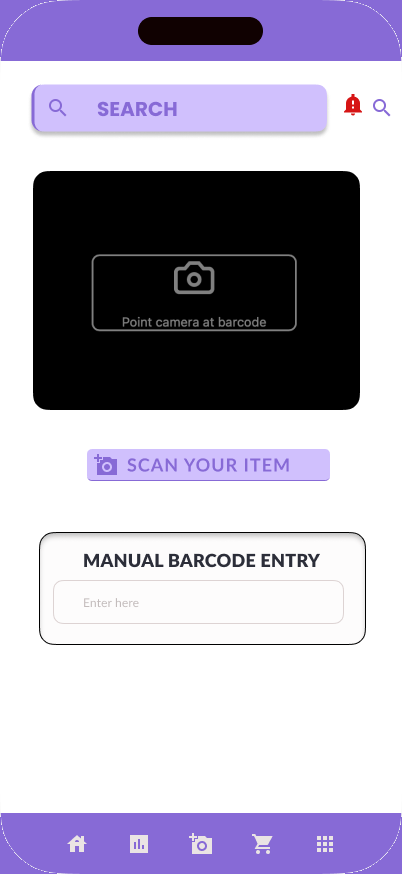 SEARCH
Point camera at barcode
SCAN YOUR ITEM
MANUAL BARCODE ENTRY
Enter here